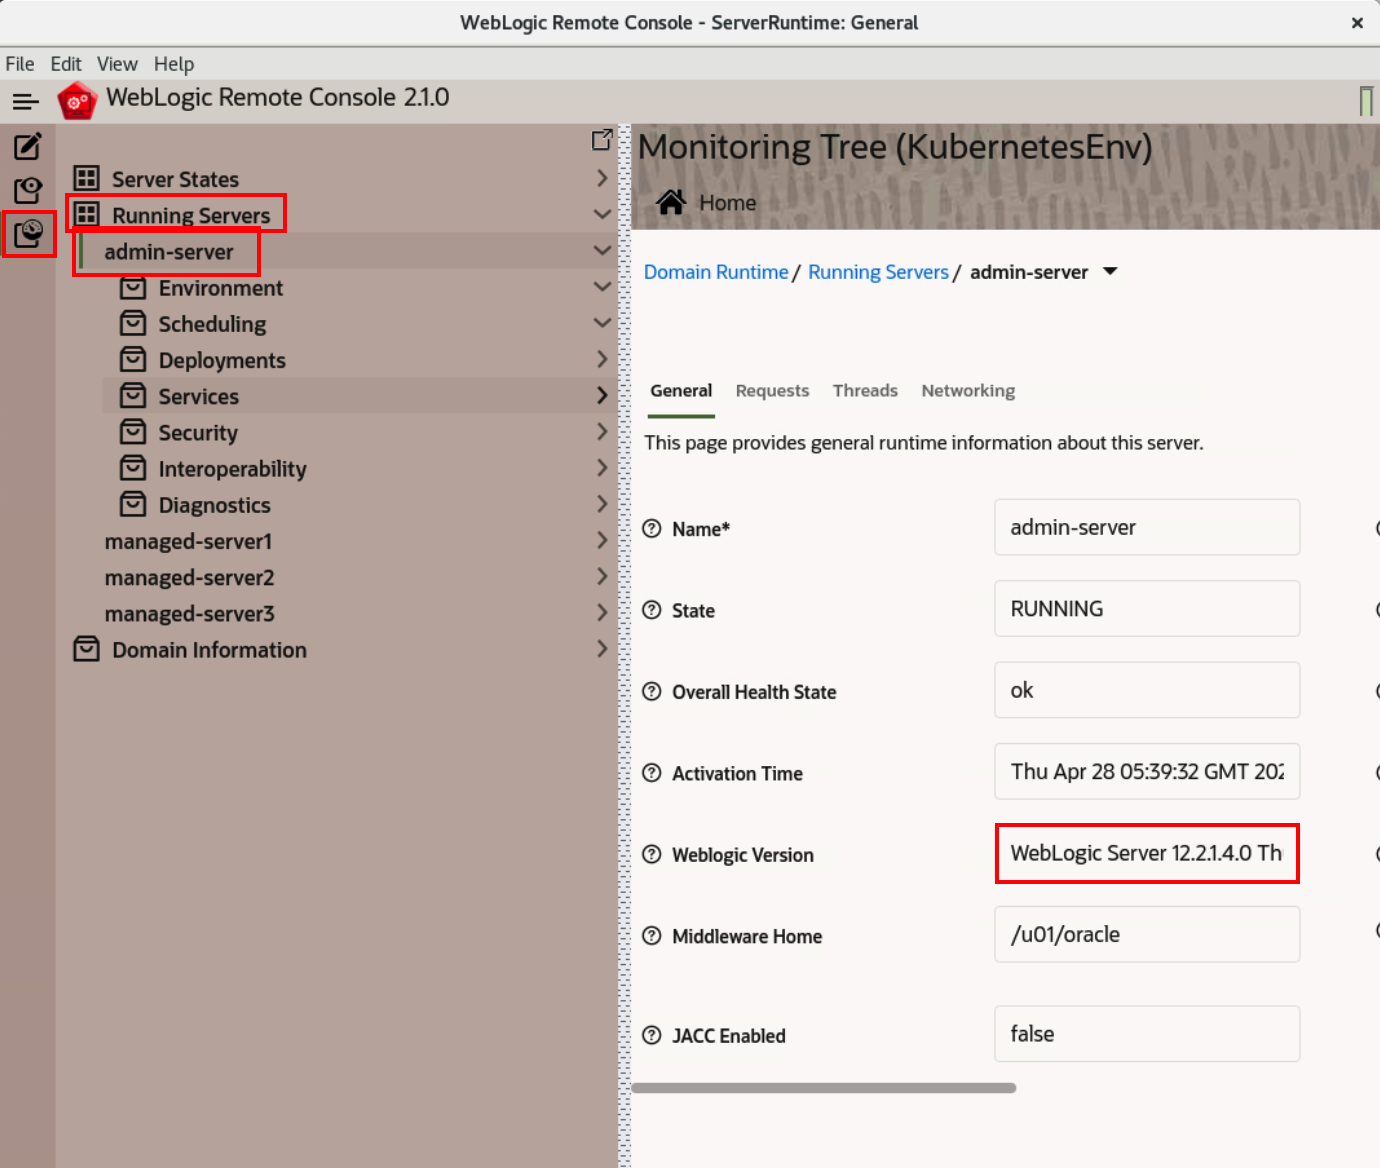 WebLogic Remote Console - ServerRuntime: General
File Edit View Help
WebLogic Remote Console 2.1.0
Server States
Running Servers
admin-server
Environment
Scheduling
Deployments
Services
Security
Interoperability
Diagnostics
managed-server1
managed-server2
managed-server3
Domain Information
Monitoring Tree (KubernetesEnv)
Home
Domain Runtime / Running Servers / admin-server
General Requests Threads Networking
This page provides general runtime information about this server.
Name* admin-server
State RUNNING
Overall Health State ok
Activation Time Thu Apr 28 05:39:32 GMT 202
Weblogic Version WebLogic Server 12.2.1.4.0 Th
Middleware Home /u01/oracle
JACC Enabled false